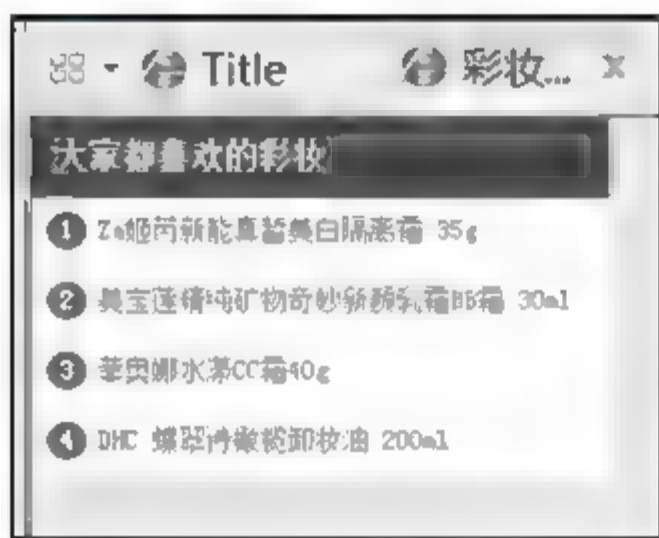 Title 彩妆... x
大家都喜欢的彩妆
1 Za姬芮新能真皙美白隔离霜 35g
2 美宝莲精纯矿物奇妙新颜乳霜BB霜 30ml
3 菲奥娜水漾CC霜40g
4 DHC 蝶翠诗橄榄卸妆油 200ml